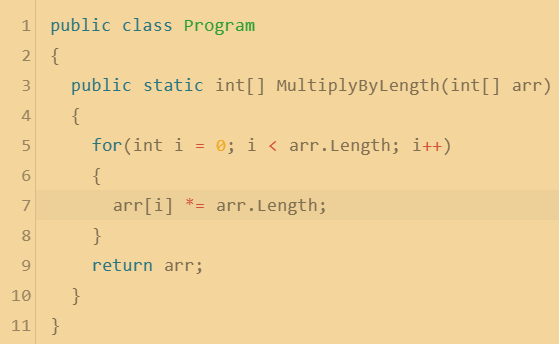 1 public class Program
2 {
3   public static int[] MultiplyByLength(int[] arr)
4   {
5     for(int i = 0; i < arr.Length; i++)
6     {
7       arr[i] *= arr.Length;
8     }
9     return arr;
10   }
11 }